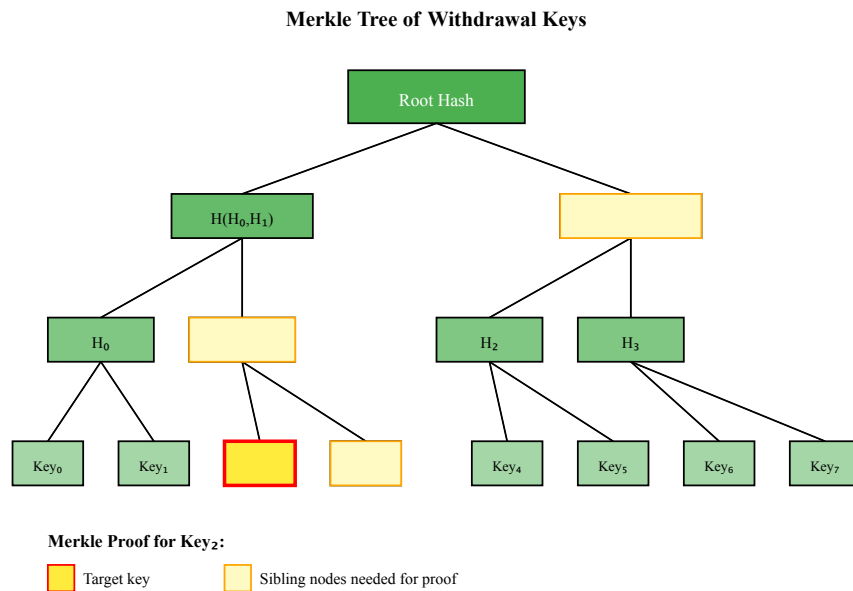 Merkle Tree of Withdrawal Keys
Root Hash
H(H₀,H₁)
H₀
H₂
H₃
Key₀
Key₁
Key₄
Key₅
Key₆
Key₇
Merkle Proof for Key₂:
Target key
Sibling nodes needed for proof